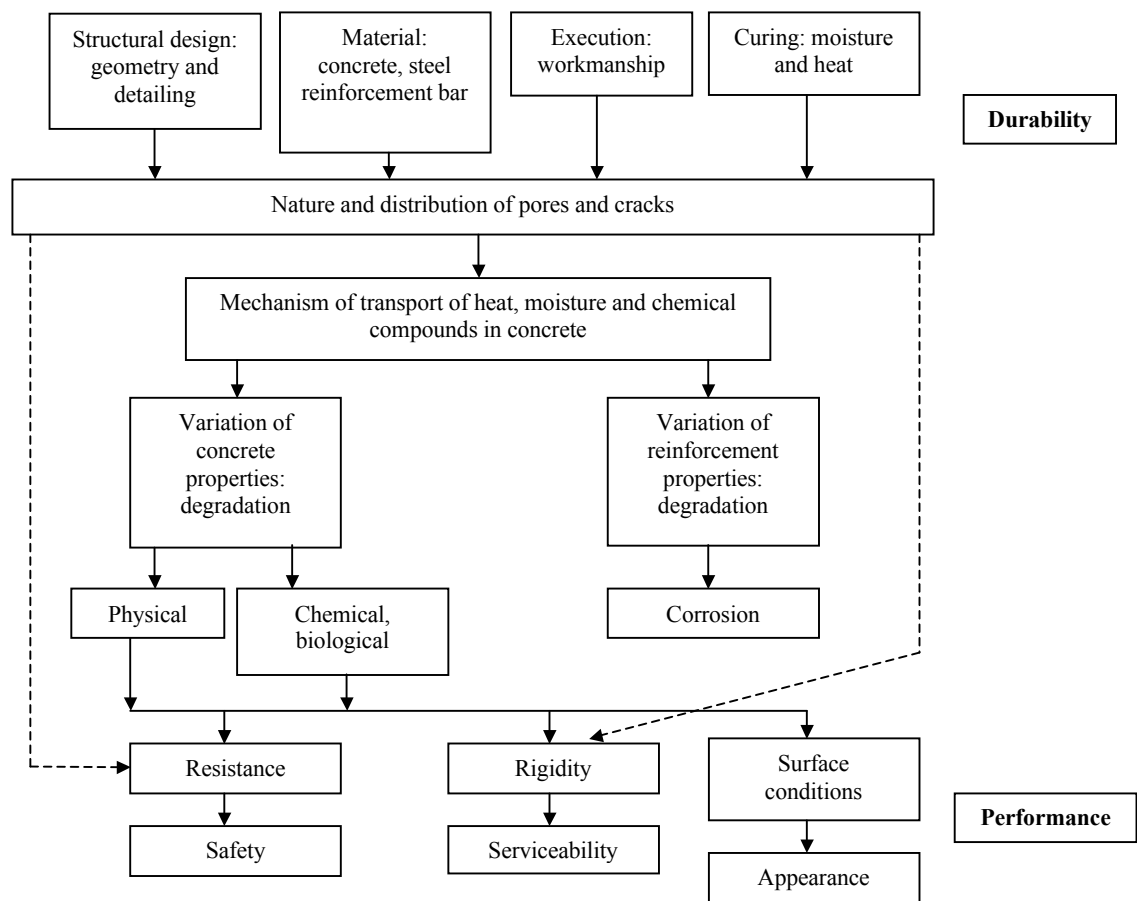 Structural design:
geometry and
detailing
Material:
concrete, steel
reinforcement bar
Execution:
workmanship
Curing: moisture
and heat
Durability
Nature and distribution of pores and cracks
Mechanism of transport of heat, moisture and chemical
compounds in concrete
Variation of
concrete
properties:
degradation
Variation of
reinforcement
properties:
degradation
Physical
Chemical,
biological
Corrosion
Resistance
Rigidity
Surface
conditions
Performance
Safety
Serviceability
Appearance